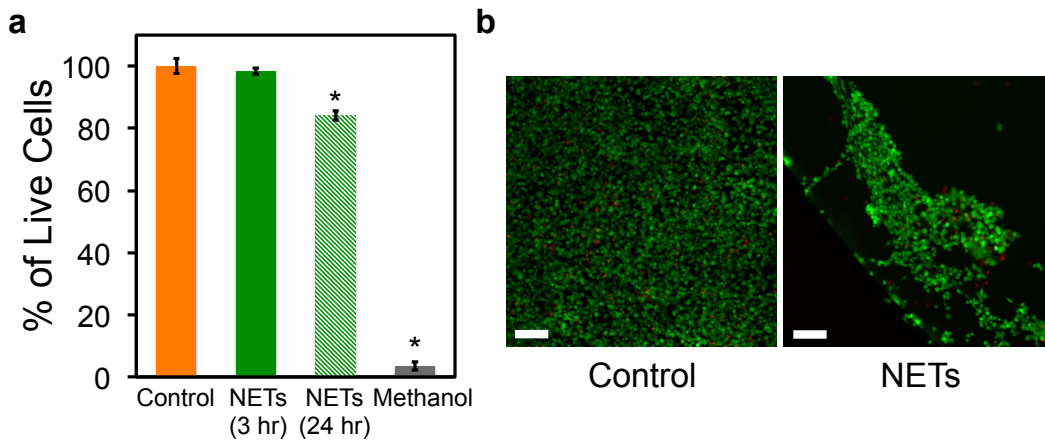 a
% of Live Cells
100
80
60
40
20
0
*
*
Control
NETs
(3 hr)
NETs
(24 hr)
Methanol
b
Control
NETs